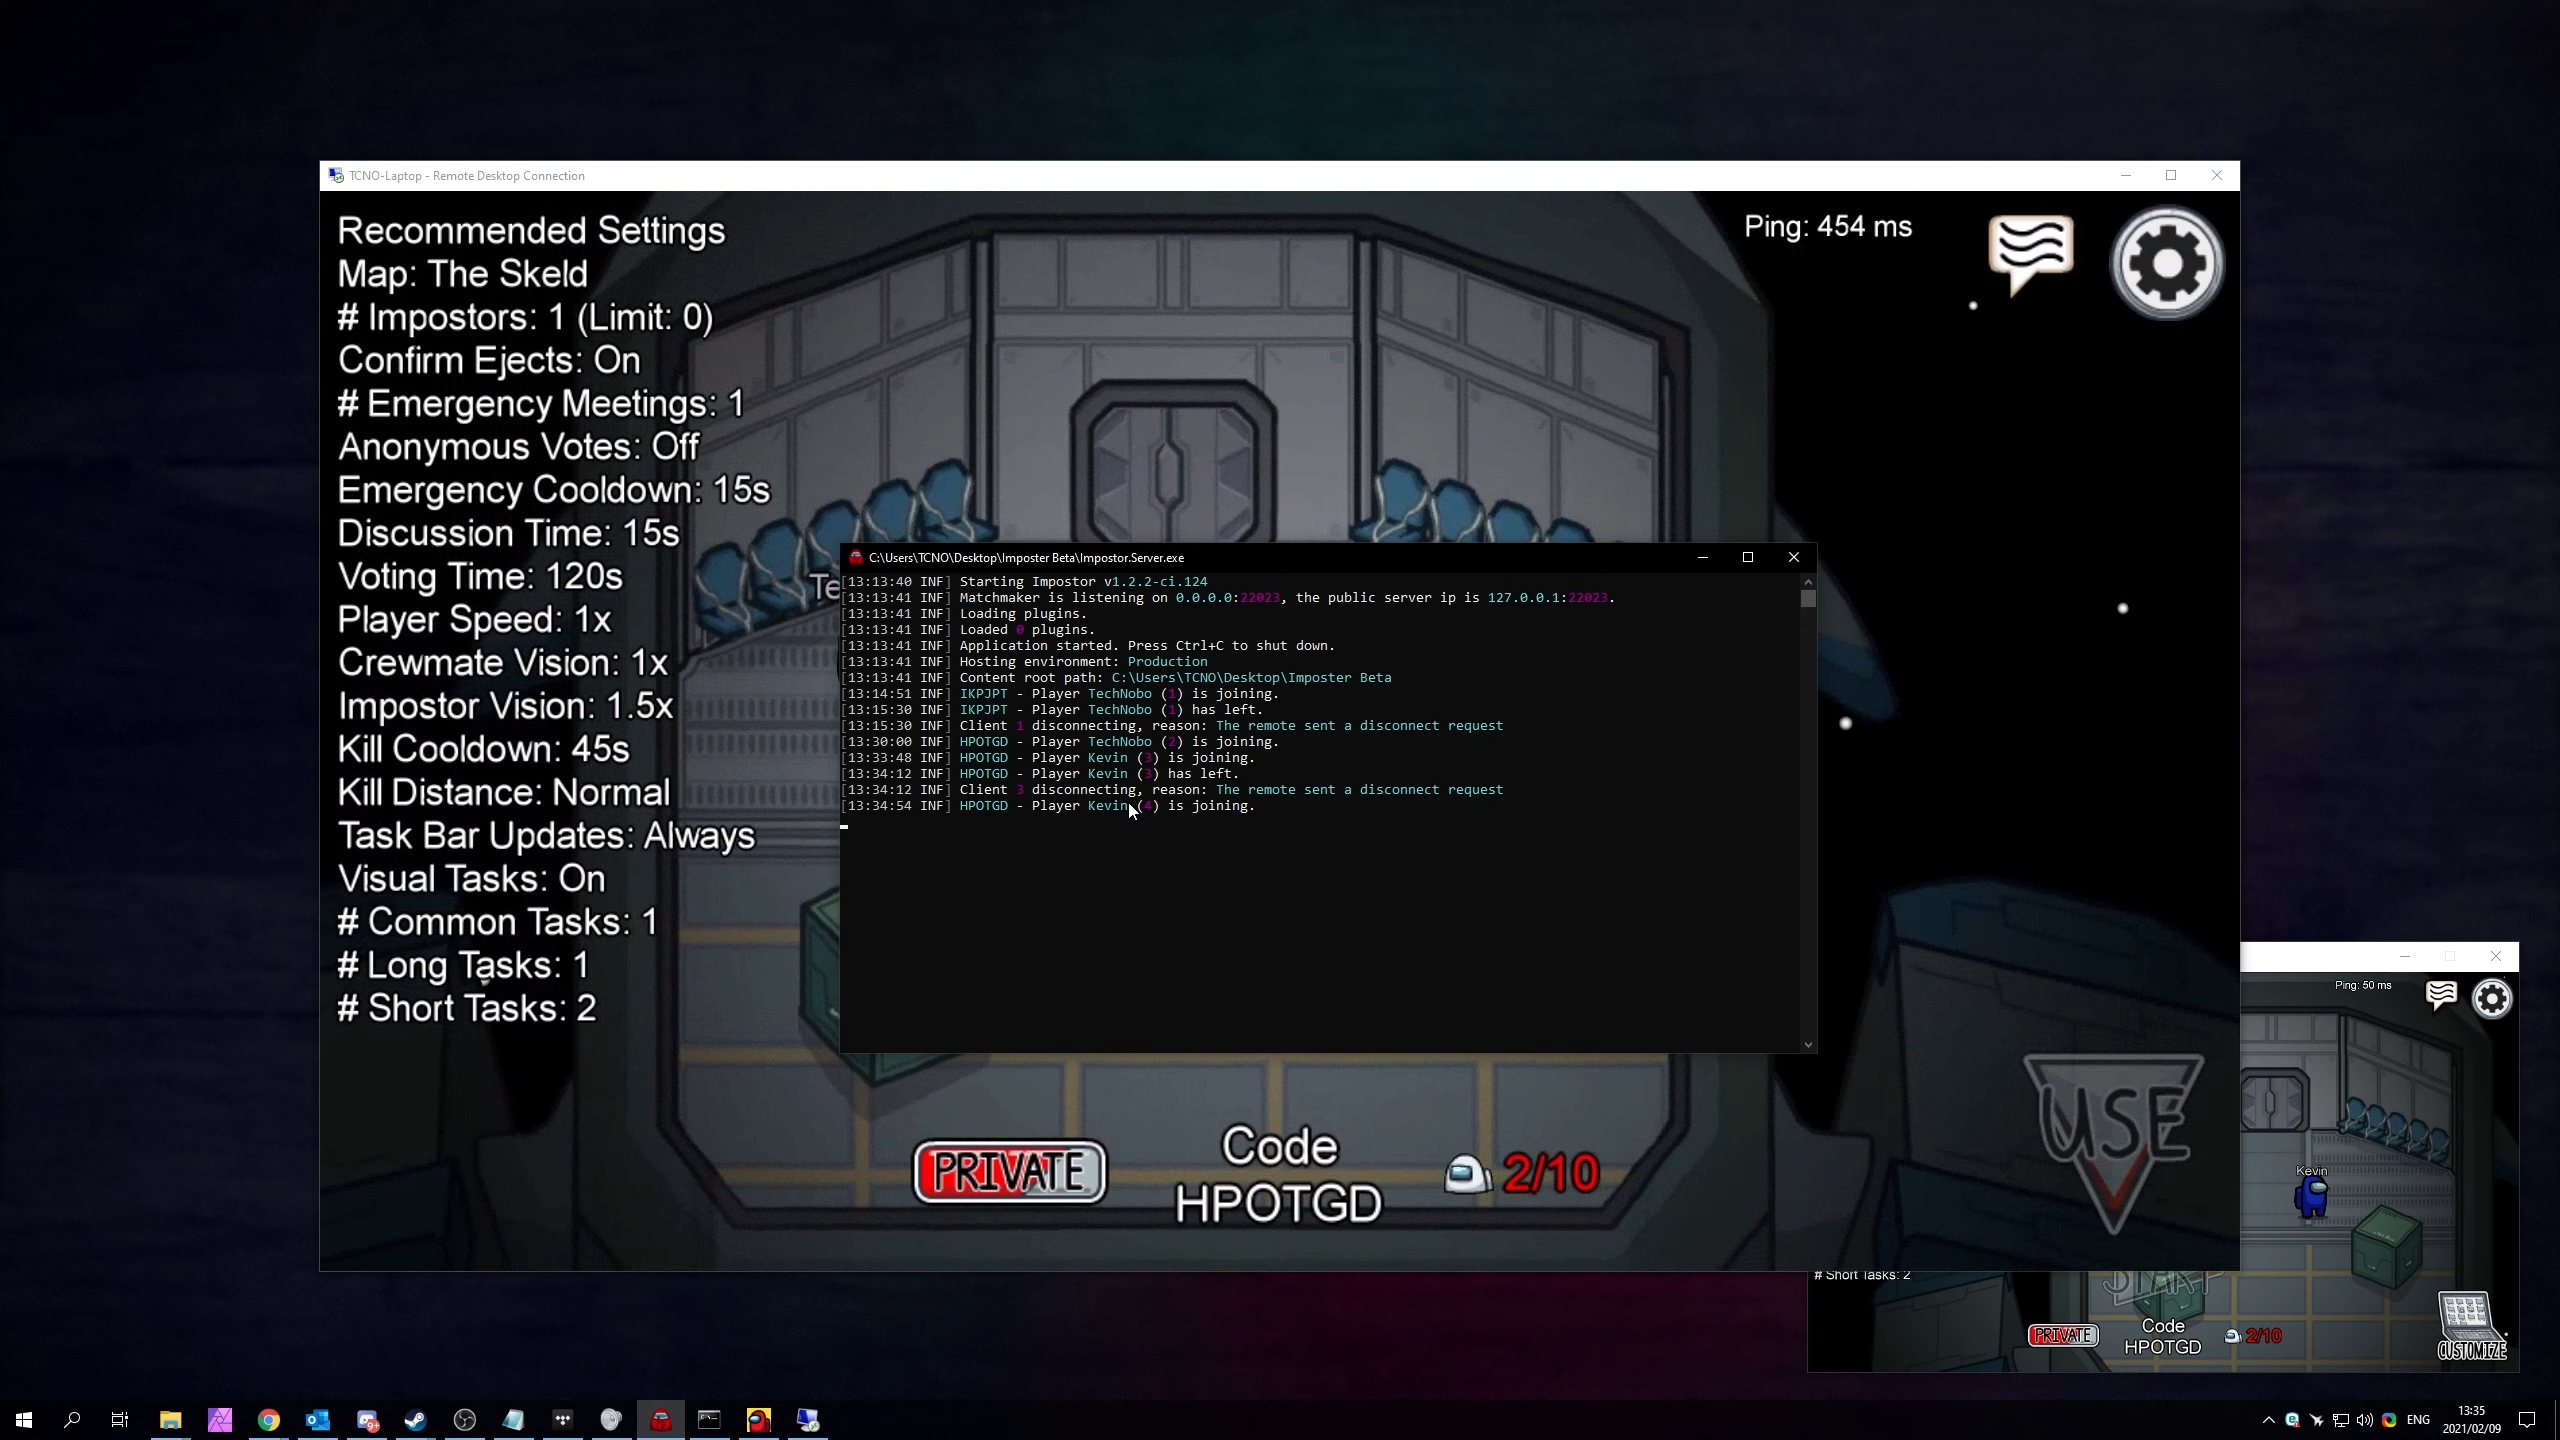 TCNO-Laptop - Remote Desktop Connection
Recommended Settings
Map: The Skeld
# Impostors: 1 (Limit: 0)
Confirm Ejects: On
# Emergency Meetings: 1
Anonymous Votes: Off
Emergency Cooldown: 15s
Discussion Time: 15s
Voting Time: 120s
Player Speed: 1x
Crewmate Vision: 1x
Impostor Vision: 1.5x
Kill Cooldown: 45s
Kill Distance: Normal
Task Bar Updates: Always
Visual Tasks: On
# Common Tasks: 1
# Long Tasks: 1
# Short Tasks: 2
Ping: 454 ms
Te
C:\Users\TCNO\Desktop\Imposter Beta\Impostor.Server.exe
[13:13:40 INF] Starting Impostor v1.2.2-ci.124
[13:13:41 INF] Matchmaker is listening on 0.0.0.0:22023, the public server ip is 127.0.0.1:22023.
[13:13:41 INF] Loading plugins.
[13:13:41 INF] Loaded 0 plugins.
[13:13:41 INF] Application started. Press Ctrl+C to shut down.
[13:13:41 INF] Hosting environment: Production
[13:13:41 INF] Content root path: C:\Users\TCNO\Desktop\Imposter Beta
[13:14:51 INF] IKPJPT - Player TechNobo (1) is joining.
[13:15:30 INF] IKPJPT - Player TechNobo (1) has left.
[13:15:30 INF] Client 1 disconnecting, reason: The remote sent a disconnect request
[13:30:00 INF] HPOTGD - Player TechNobo (2) is joining.
[13:33:48 INF] HPOTGD - Player Kevin (3) is joining.
[13:34:12 INF] HPOTGD - Player Kevin (3) has left.
[13:34:12 INF] Client 3 disconnecting, reason: The remote sent a disconnect request
[13:34:54 INF] HPOTGD - Player Kevin (4) is joining.
PRIVATE
Code
HPOTGD
2/10
USE
Ping: 50 ms
Kevin
# Short Tasks: 2
START
PRIVATE
Code
HPOTGD
2/10
CUSTOMIZE
9+
ENG
13:35
2021/02/09